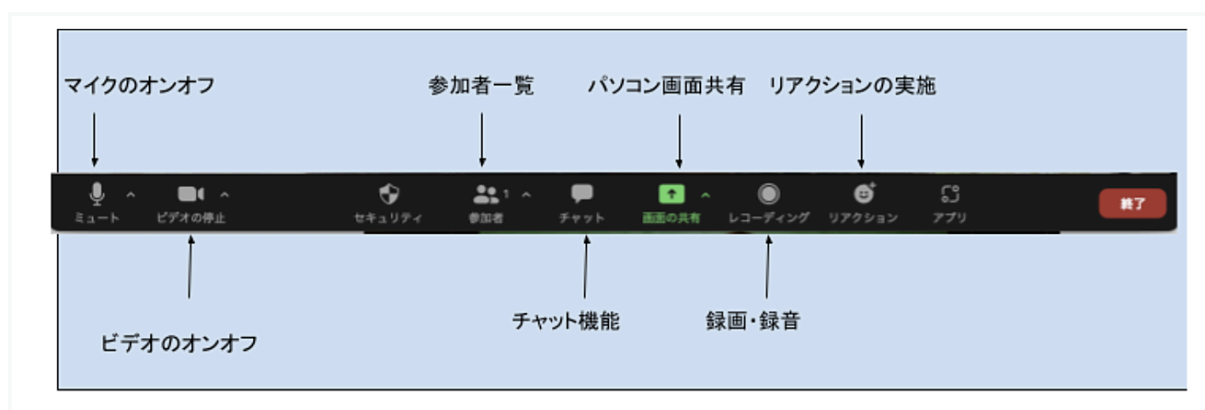 マイクのオンオフ
参加者一覧
パソコン画面共有
リアクションの実施
ミュート
ビデオの停止
セキュリティ
1
参加者
チャット
画面の共有
レコーディング
リアクション
アプリ
終了
チャット機能
録画・録音
ビデオのオンオフ